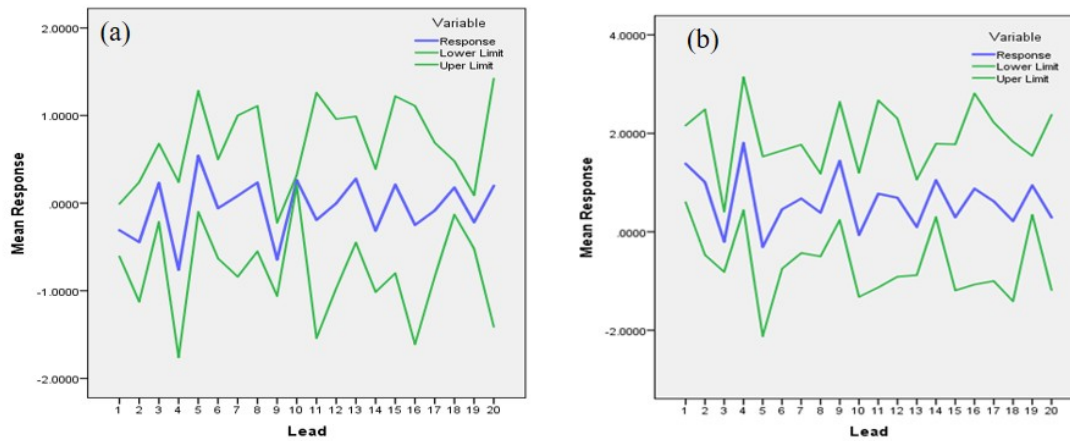 (a)
Variable
Response
Lower Limit
Uper Limit
2.0000
1.0000
.0000
-1.0000
-2.0000
Mean Response
1 2 3 4 5 6 7 8 9 10 11 12 13 14 15 16 17 18 19 20
Lead
(b)
Variable
Response
Lower Limit
Uper Limit
4.0000
2.0000
.0000
-2.0000
Mean Response
1 2 3 4 5 6 7 8 9 10 11 12 13 14 15 16 17 18 19 20
Lead